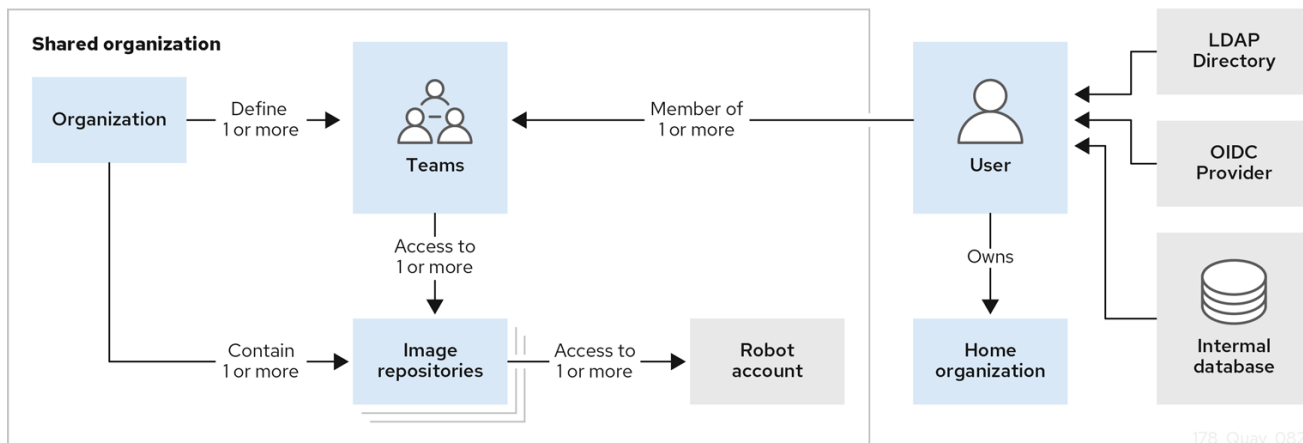 Shared organization
Organization
Define
1 or more
Teams
Member of
1 or more
User
LDAP
Directory
OIDC
Provider
Access to
1 or more
Owns
Contain
1 or more
Image
repositories
Access to
1 or more
Robot
account
Home
organization
Intermal
database
178_Quay_082